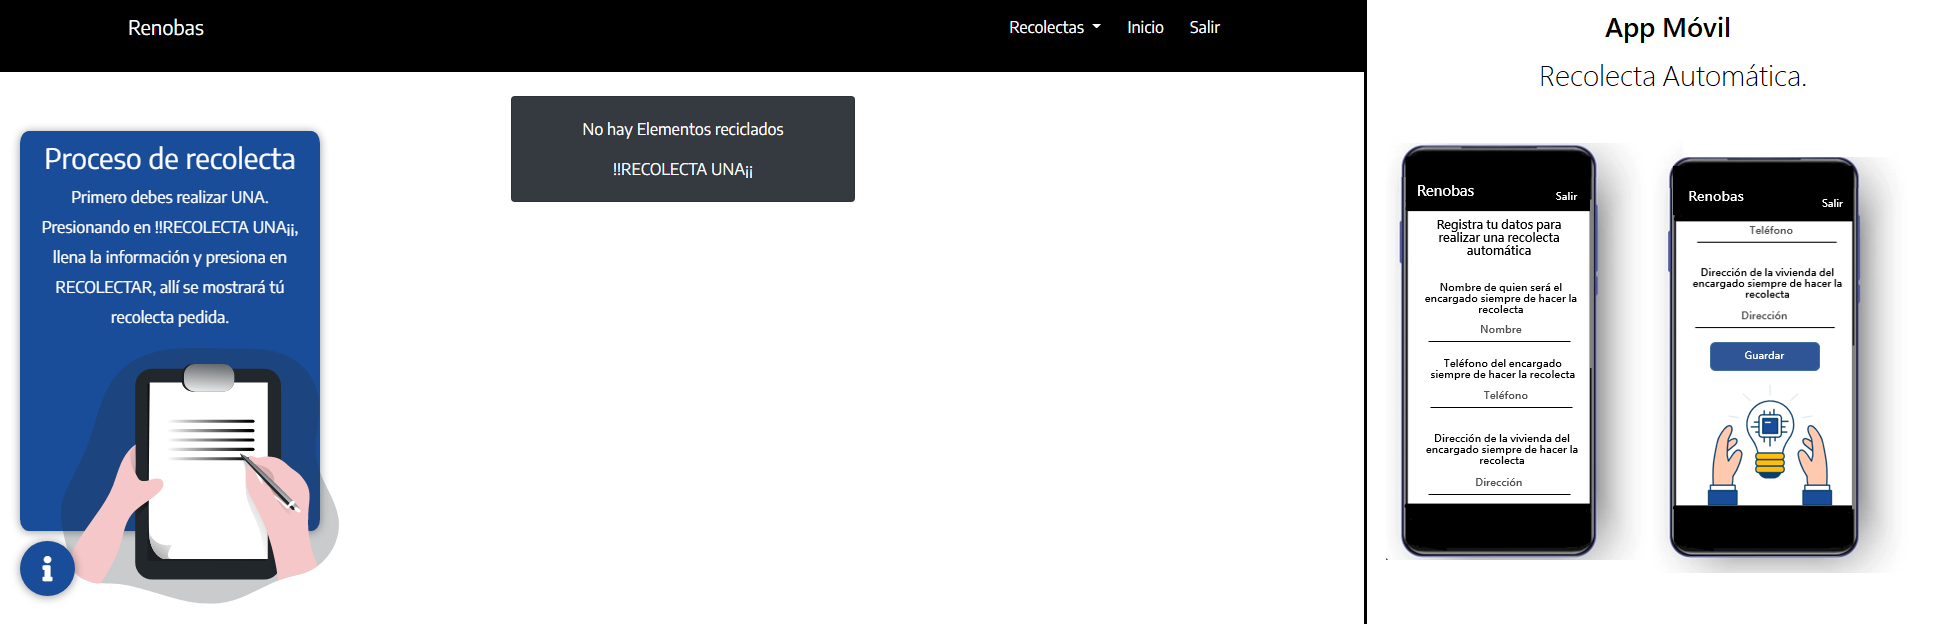 Renobas
Recolectas
Inicio
Salir
No hay Elementos reciclados
!!RECOLECTA UNA¡¡
Proceso de recolecta
Primero debes realizar UNA.
Presionando en !!RECOLECTA UNA¡¡,
llena la información y presiona en
RECOLECTAR, allí se mostrará tú
recolecta pedida.
App Móvil
Recolecta Automática.
Renobas
Salir
Registra tu datos para
realizar una recolecta
automática
Nombre de quien será el
encargado siempre de hacer la
recolecta
Nombre
Teléfono del encargado
siempre de hacer la recolecta
Teléfono
Dirección de la vivienda del
encargado siempre de hacer la
recolecta
Dirección
Renobas
Salir
Teléfono
Dirección de la vivienda del
encargado siempre de hacer la
recolecta
Dirección
Guardar